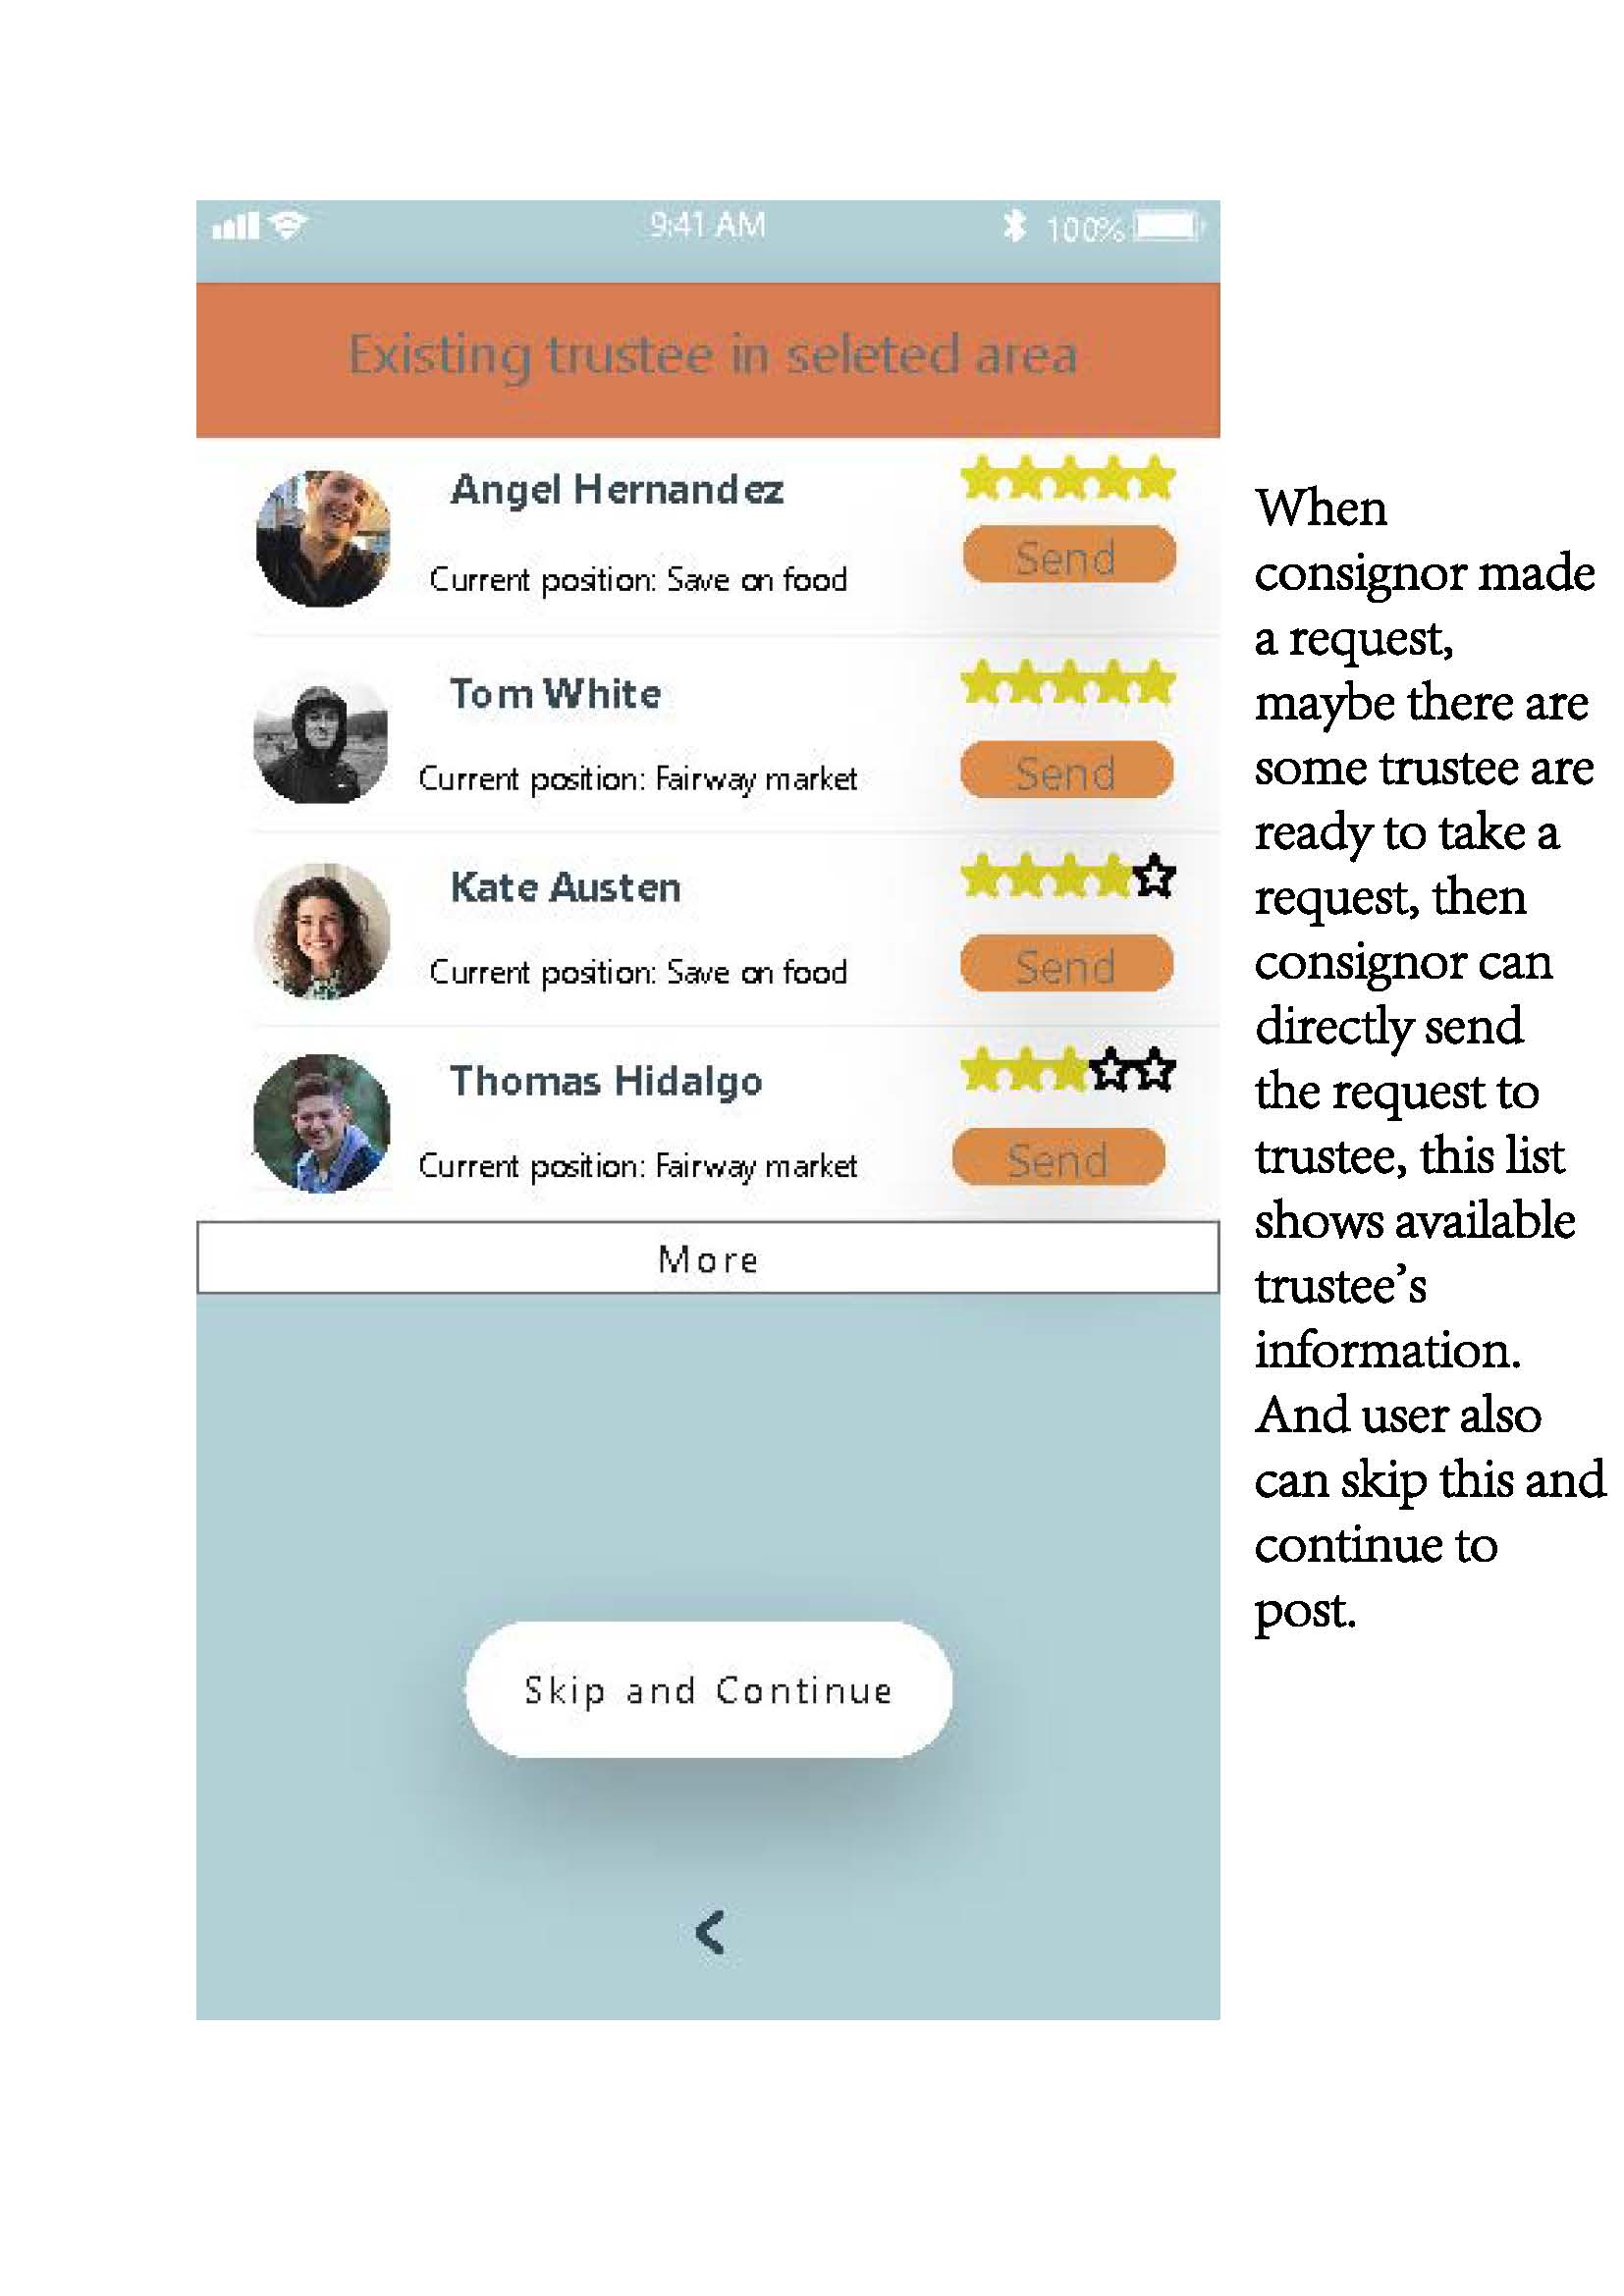 9:41 AM
100%
Existing trustee in seleted area
Angel Hernandez
Send
Current position: Save on food
Tom White
Send
Current position: Fairway market
Kate Austen
Send
Current position: Save on food
Thomas Hidalgo
Send
Current position: Fairway market
More
Skip and Continue
When
consignor made
a request,
maybe there are
some trustee are
ready to take a
request, then
consignor can
directly send
the request to
trustee, this list
shows available
trustee’s
information.
And user also
can skip this and
continue to
post.